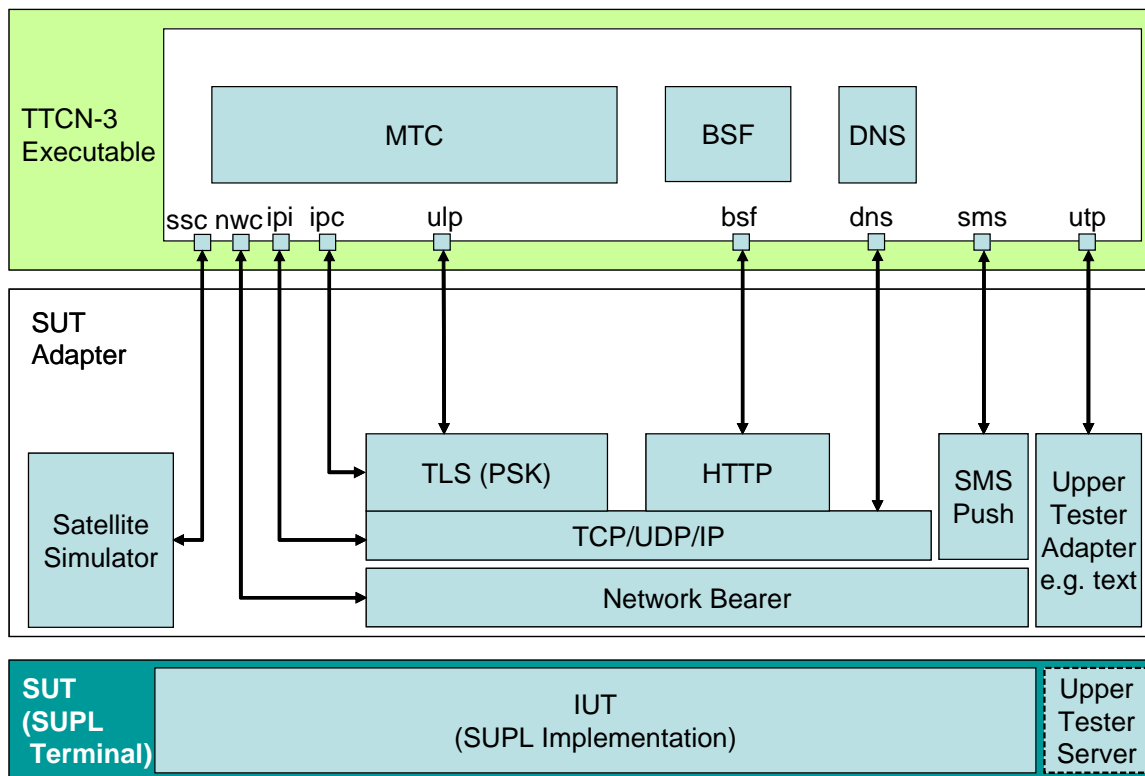 TTCN-3
Executable
MTC
BSF
DNS
ssc
nwc
ipi
ipc
ulp
bsf
dns
sms
utp
SUT
Adapter
Satellite
Simulator
TLS (PSK)
HTTP
TCP/UDP/IP
Network Bearer
SMS
Push
Upper
Tester
Adapter
e.g. text
SUT
(SUPL
Terminal)
IUT
(SUPL Implementation)
Upper
Tester
Server